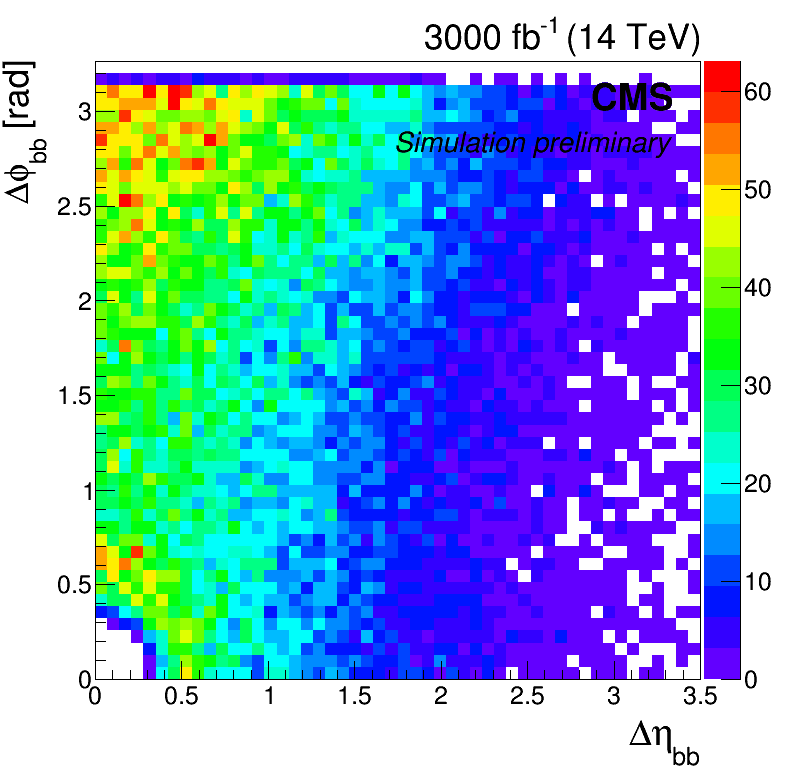 3000 fb-1 (14 TeV)
CMS
Simulation preliminary
Δϕbb [rad]
3
2.5
2
1.5
1
0.5
0
0 0.5 1 1.5 2 2.5 3 3.5
Δηbb
60
50
40
30
20
10
0